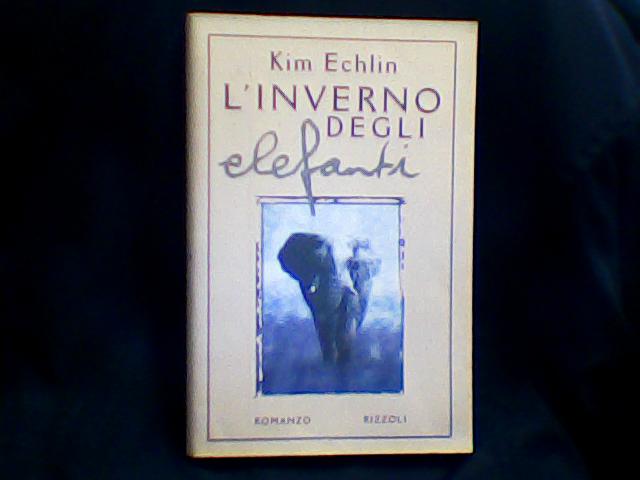 Kim Echlin
L'INVERNO
DEGLI
elefanti
ROMANZO RIZZOLI